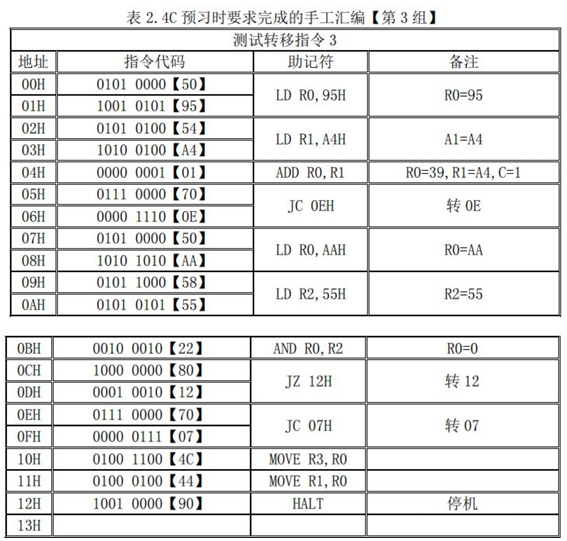 表 2.4C 预习时要求完成的手工汇编【第 3 组】
测试转移指令 3
地址 指令代码 助记符 备注
00H 0101 0000【50】 LD R0,95H R0=95
01H 1001 0101【95】
02H 0101 0100【54】 LD R1,A4H A1=A4
03H 1010 0100【A4】
04H 0000 0001【01】 ADD R0,R1 R0=39,R1=A4,C=1
05H 0111 0000【70】 JC 0EH 转 0E
06H 0000 1110【0E】
07H 0101 0000【50】 LD R0,AAH R0=AA
08H 1010 1010【AA】
09H 0101 1000【58】 LD R2,55H R2=55
0AH 0101 0101【55】
0BH 0010 0010【22】 AND R0,R2 R0=0
0CH 1000 0000【80】 JZ 12H 转 12
0DH 0001 0010【12】
0EH 0111 0000【70】 JC 07H 转 07
0FH 0000 0111【07】
10H 0100 1100【4C】 MOVE R3,R0
11H 0100 0100【44】 MOVE R1,R0
12H 1001 0000【90】 HALT 停机
13H